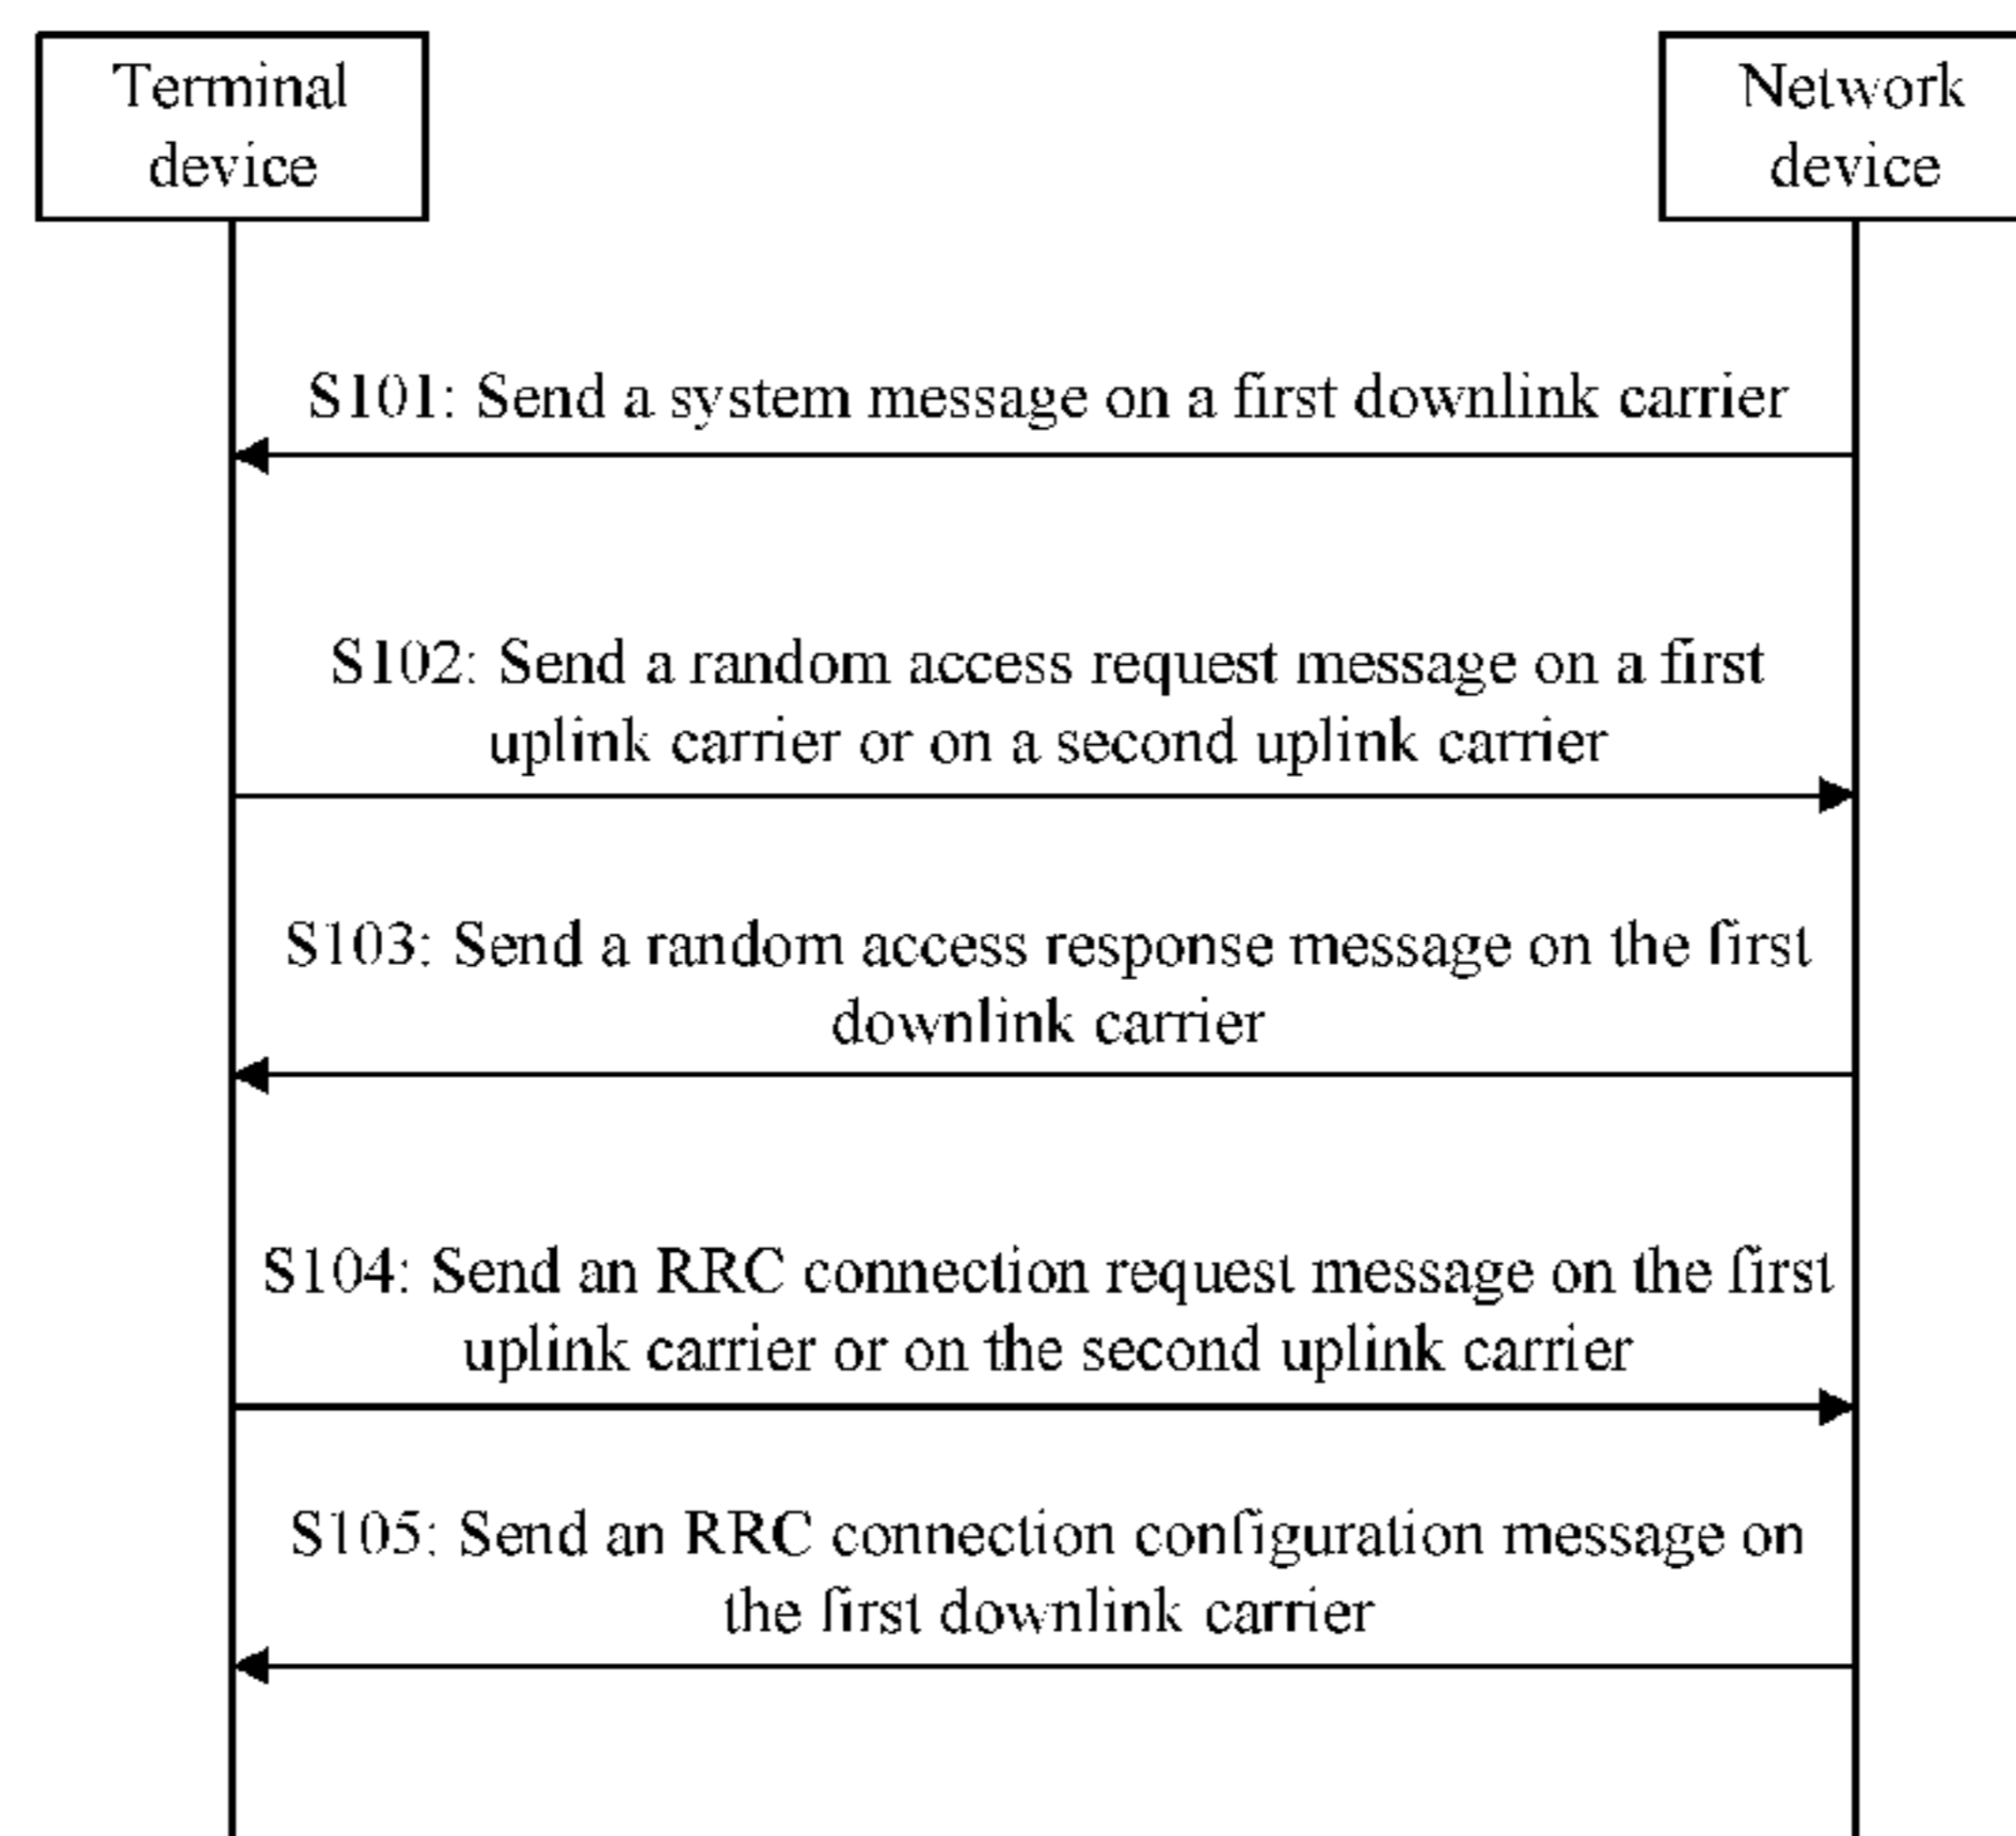 Terminal
device
Network
device
S101: Send a system message on a first downlink carrier
S102: Send a random access request message on a first
uplink carrier or on a second uplink carrier
S103: Send a random access response message on the first
downlink carrier
S104: Send an RRC connection request message on the first
uplink carrier or on the second uplink carrier
S105: Send an RRC connection configuration message on
the first downlink carrier